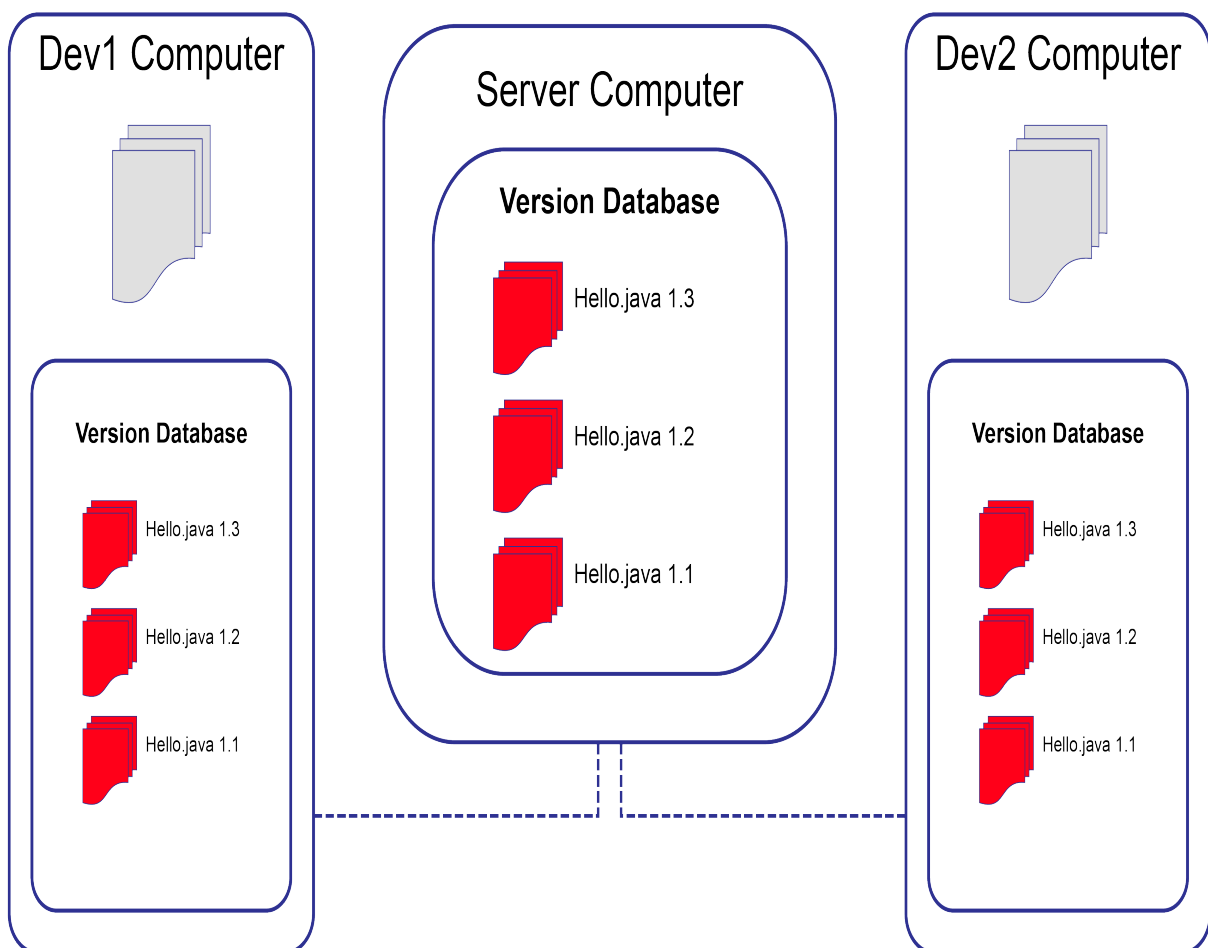 Dev1 Computer
Version Database
Hello.java 1.3
Hello.java 1.2
Hello.java 1.1
Server Computer
Version Database
Hello.java 1.3
Hello.java 1.2
Hello.java 1.1
Dev2 Computer
Version Database
Hello.java 1.3
Hello.java 1.2
Hello.java 1.1